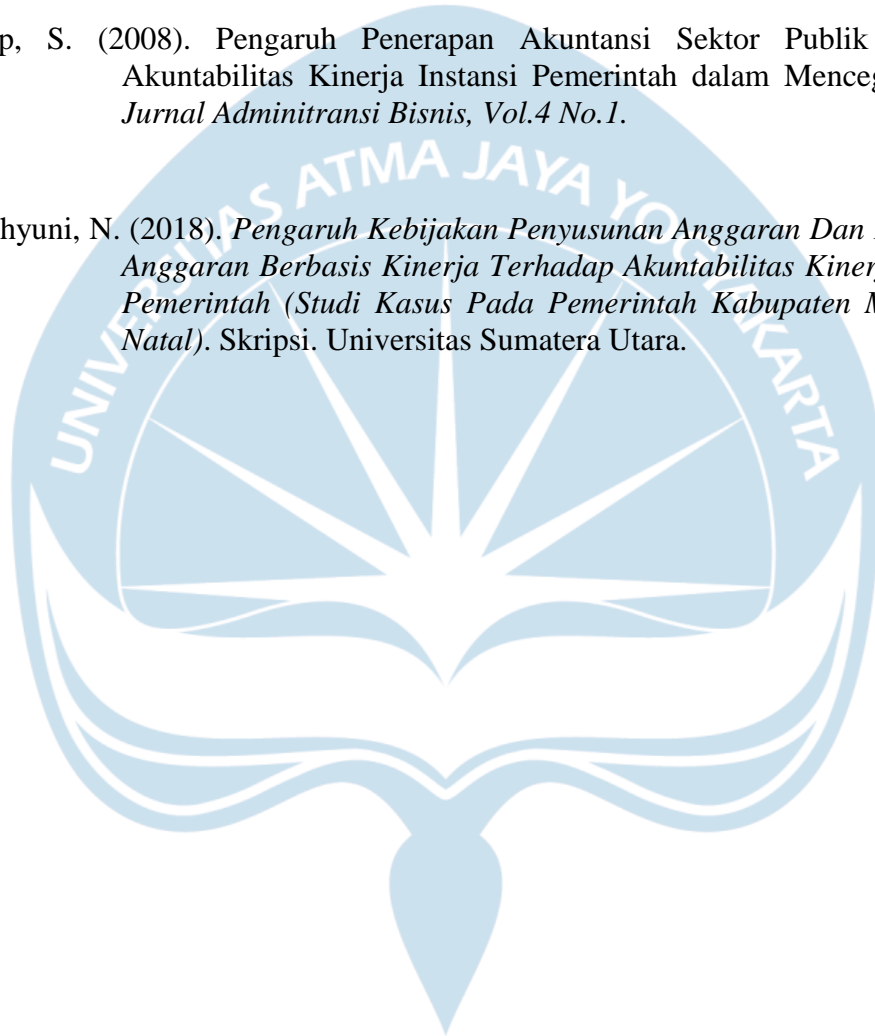 p, S. (2008). Pengaruh Penerapan Akuntansi Sektor Publik
Akuntabilitas Kinerja Instansi Pemerintah dalam Menceg
Jurnal Adminitransi Bisnis, Vol.4 No.1.
UNIVERSITAS ATMA JAYA YOGYAKARTA
hyuni, N. (2018). Pengaruh Kebijakan Penyusunan Anggaran Dan
Anggaran Berbasis Kinerja Terhadap Akuntabilitas Kinerj
Pemerintah (Studi Kasus Pada Pemerintah Kabupaten M
Natal). Skripsi. Universitas Sumatera Utara.